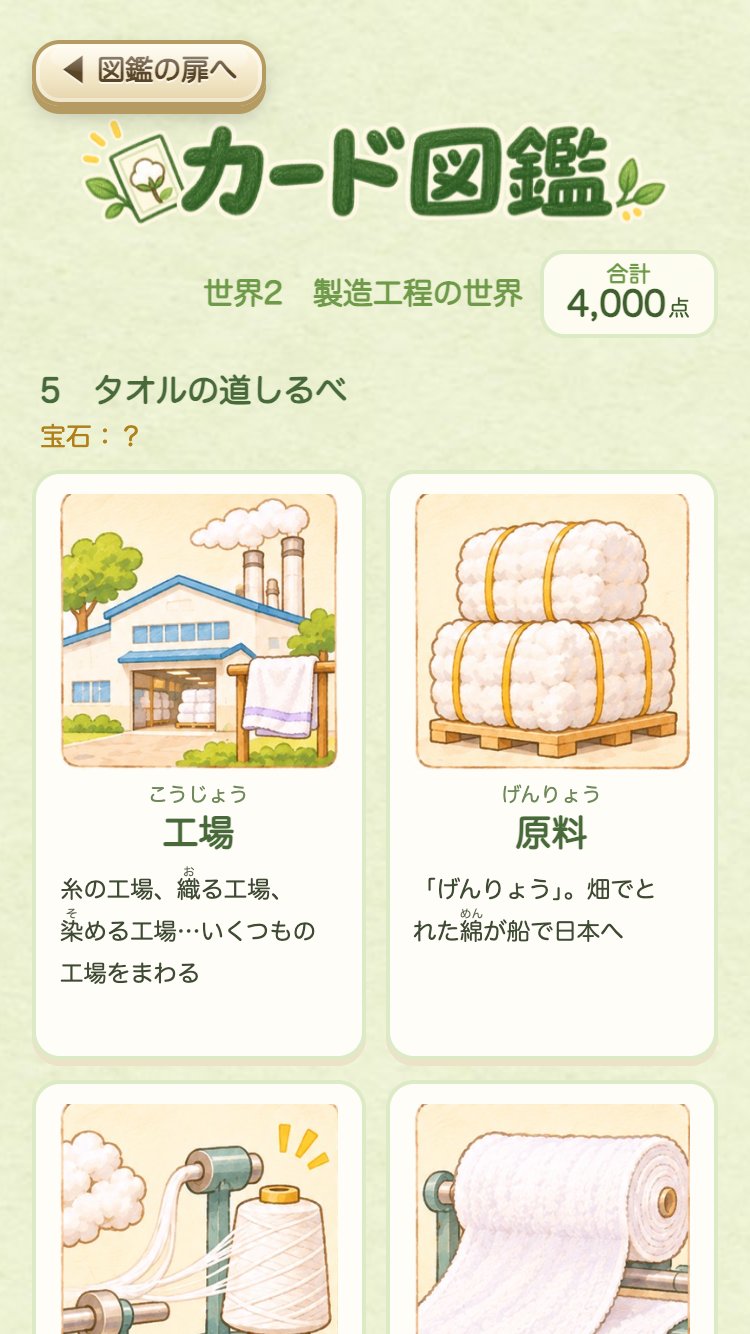 ◀ 図鑑の扉へ
カード図鑑
世界2　製造工程の世界
合計
4,000点
5　タオルの道しるべ
宝石：？
こうじょう
工場
糸の工場、織る工場、
お
染める工場…いくつもの
そ
工場をまわる
げんりょう
原料
「げんりょう」。畑でと
れた綿が船で日本へ
めん